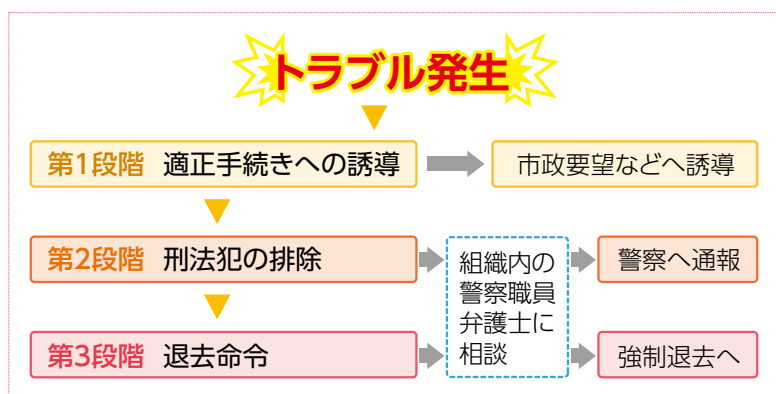 トラブル発生
第1段階 適正手続きへの誘導
市政要望などへ誘導
第2段階 刑法犯の排除
組織内の
警察職員
弁護士に
相談
警察へ通報
第3段階 退去命令
強制退去へ